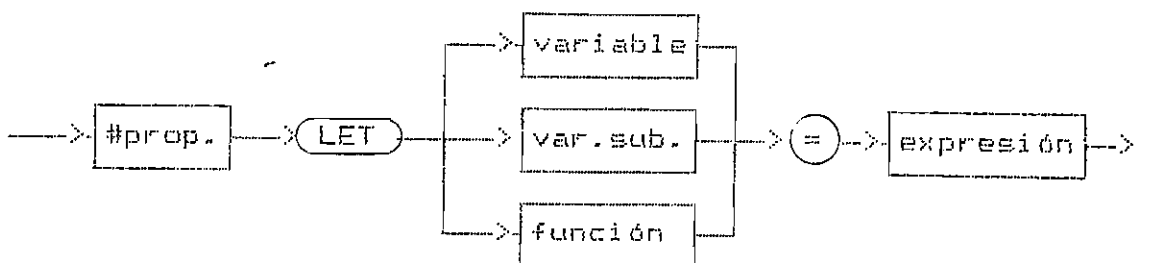 variable
#prop. LET var.sub. = expresión
función